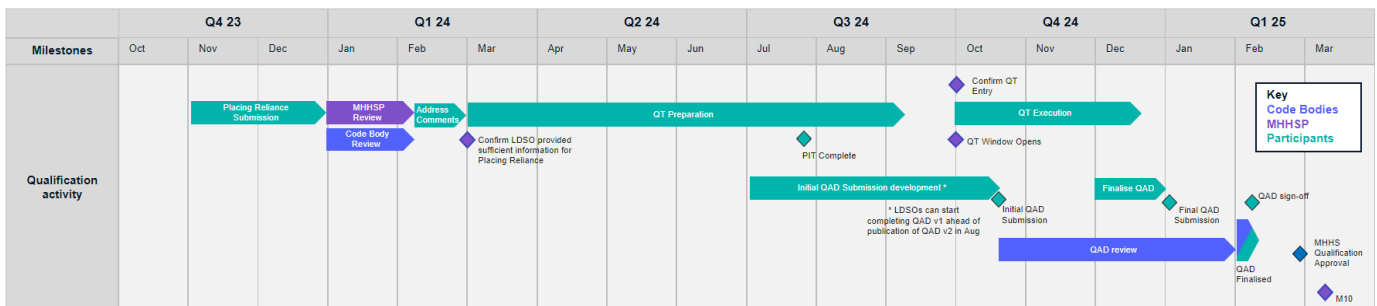 Q4 23 Q1 24 Q2 24 Q3 24 Q4 24 Q1 25
Milestones Oct Nov Dec Jan Feb Mar Apr May Jun Jul Aug Sep Oct Nov Dec Jan Feb Mar
Qualification
activity
Placing Reliance
Submission
MHHSP
Review
Code Body
Review
Address
Comments
Confirm LDSO provided
sufficient information for
Placing Reliance
QT Preparation
PIT Complete
Confirm QT
Entry
QT Execution
QT Window Opens
Initial QAD Submission development *
* LDSOs can start
completing QAD v1 ahead of
publication of QAD v2 in Aug
Initial QAD
Submission
Finalise QAD
Final QAD
Submission
QAD sign-off
QAD review
QAD
Finalised
MHHS
Qualification
Approval
M10
Key
Code Bodies
MHHSP
Participants